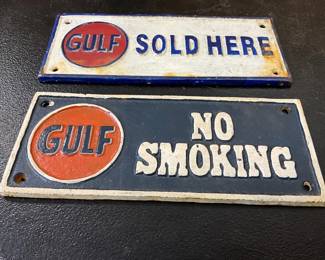 GULF SOLD HERE
GULF
NO
SMOKING